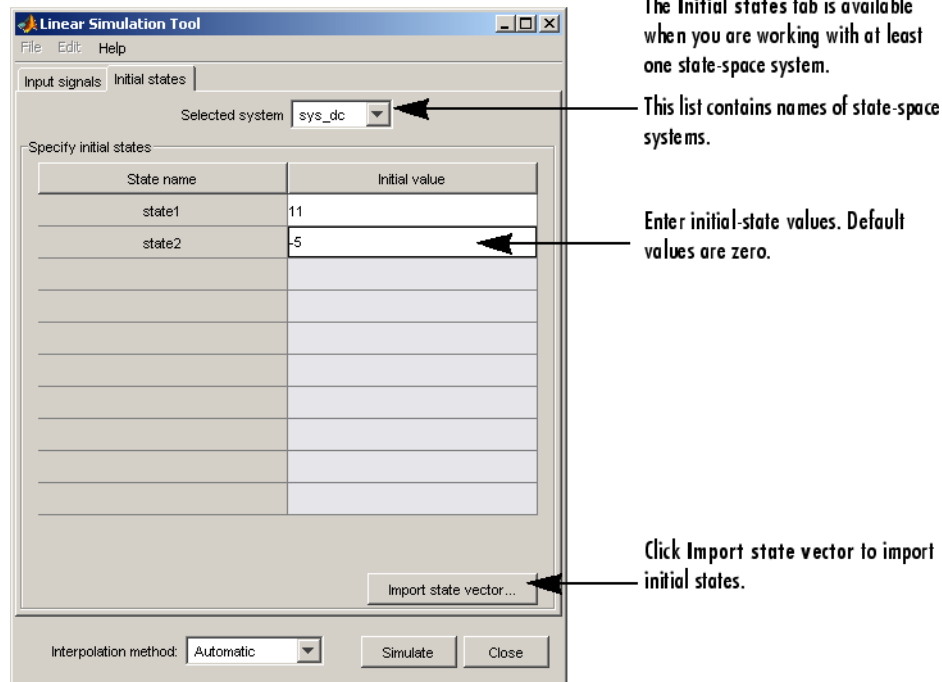 Linear Simulation Tool
File Edit Help
Input signals Initial states
Selected system sys_dc
Specify initial states
State name Initial value
state1 11
state2 -5
Import state vector...
Interpolation method: Automatic Simulate Close
The Initial states tab is available
when you are working with at least
one state-space system.
This list contains names of state-space
systems.
Enter initial-state values. Default
values are zero.
Click Import state vector to import
initial states.